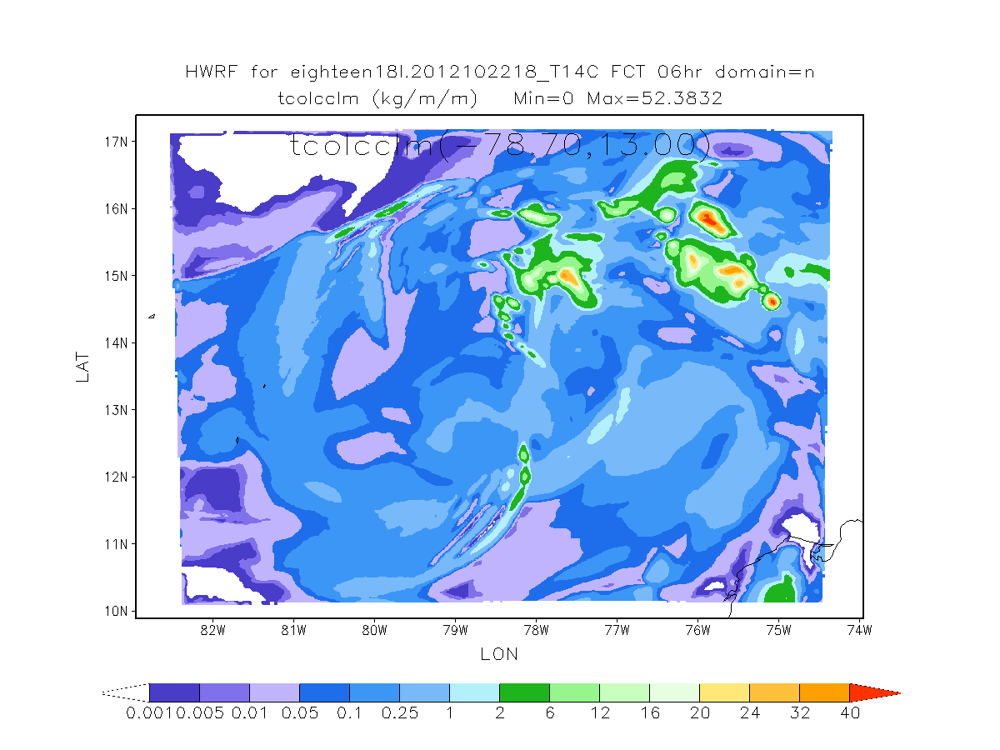 HWRF for eighteen18l.2012102218_T14C FCT 06hr domain=n
tcolcclm (kg/m/m) Min=0 Max=52.3832
tcolcclm(-78.70,13.00)
17N
16N
15N
14N
13N
12N
11N
10N
LAT
82W 81W 80W 79W 78W 77W 76W 75W 74W
LON
0.001 0.005 0.01 0.05 0.1 0.25 1 2 6 12 16 20 24 32 40